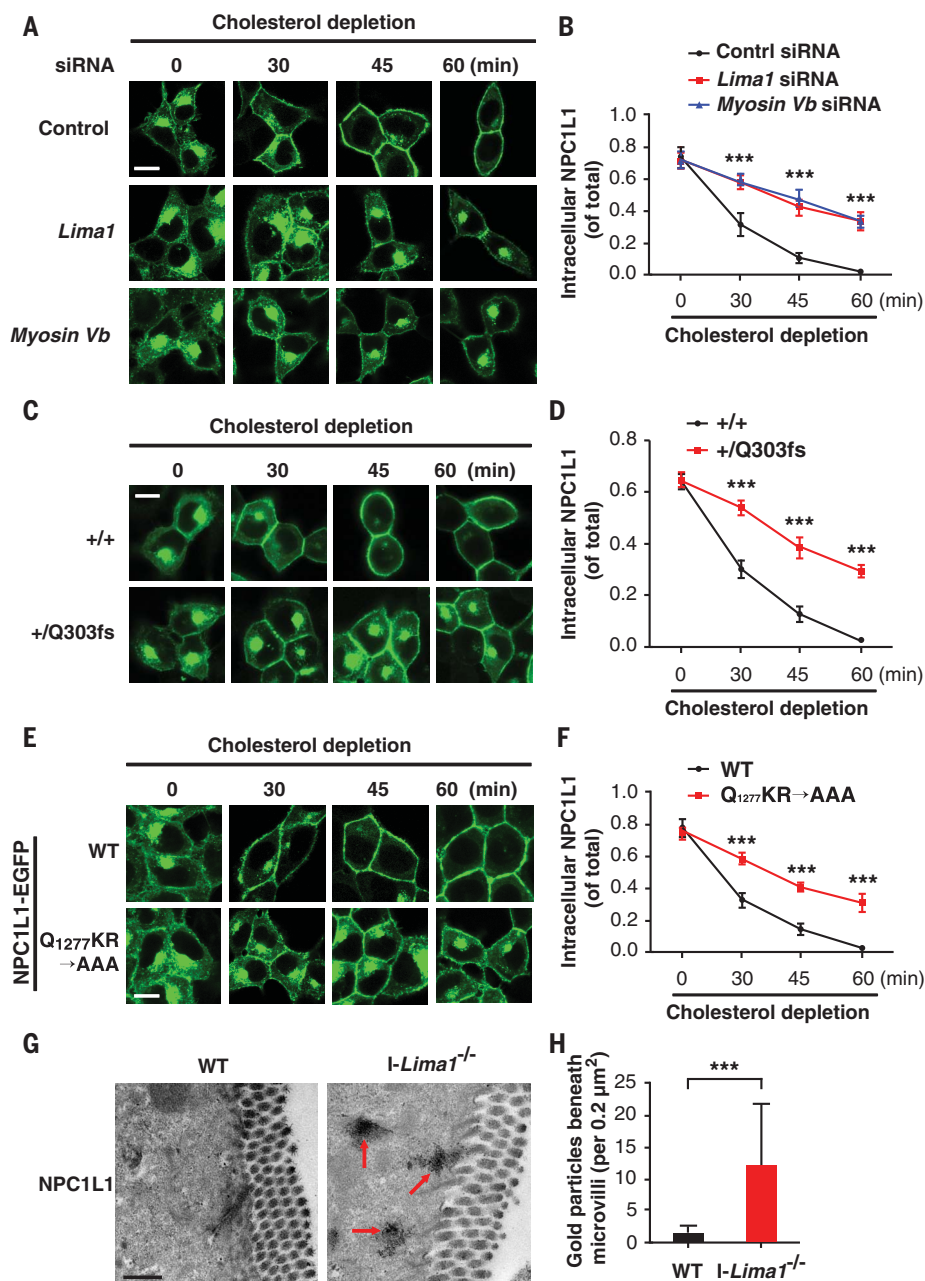 A
Cholesterol depletion
siRNA 0 30 45 60 (min)
Control
Lima1
Myosin Vb
B
Contrl siRNA
Lima1 siRNA
Myosin Vb siRNA
Intracellular NPC1L1
(of total)
1.0
0.8
0.6
0.4
0.2
0.0
*** *** ***
0 30 45 60 (min)
Cholesterol depletion
C
Cholesterol depletion
0 30 45 60 (min)
+/+
+/Q303fs
D
+/+
+/Q303fs
Intracellular NPC1L1
(of total)
0.8
0.6
0.4
0.2
0.0
*** *** ***
0 30 45 60 (min)
Cholesterol depletion
E
Cholesterol depletion
0 30 45 60 (min)
NPC1L1-EGFP
WT
Q₁₂₇₇KR
→AAA
F
WT
Q₁₂₇₇KR→AAA
Intracellular NPC1L1
(of total)
1.0
0.8
0.6
0.4
0.2
0.0
*** *** ***
0 30 45 60 (min)
Cholesterol depletion
G
WT I-Lima1⁻/⁻
NPC1L1
H
Gold particles beneath
microvilli (per 0.2 µm²)
25
20
15
10
5
0
***
WT I-Lima1⁻/⁻